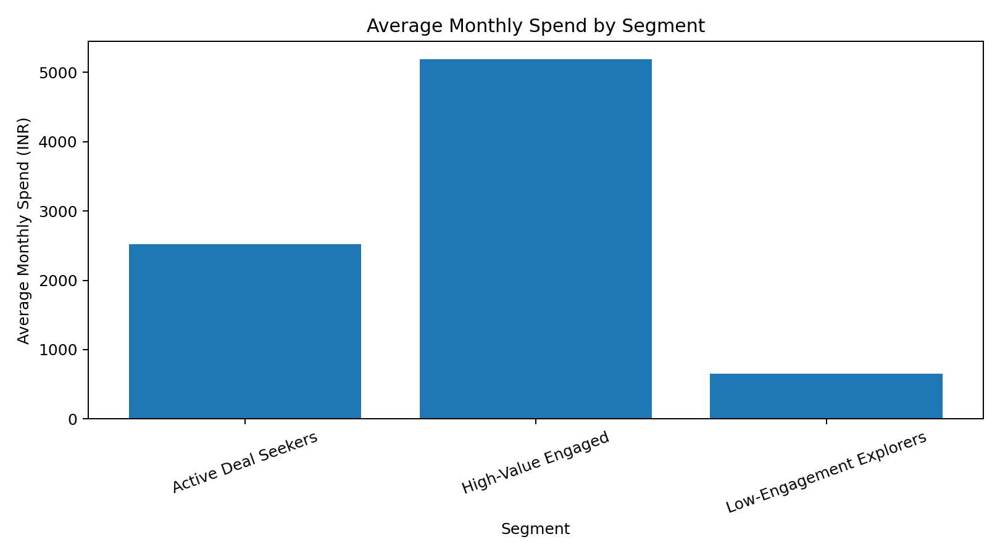 Average Monthly Spend by Segment
Average Monthly Spend (INR)
5000
4000
3000
2000
1000
0
Active Deal Seekers
High-Value Engaged
Low-Engagement Explorers
Segment